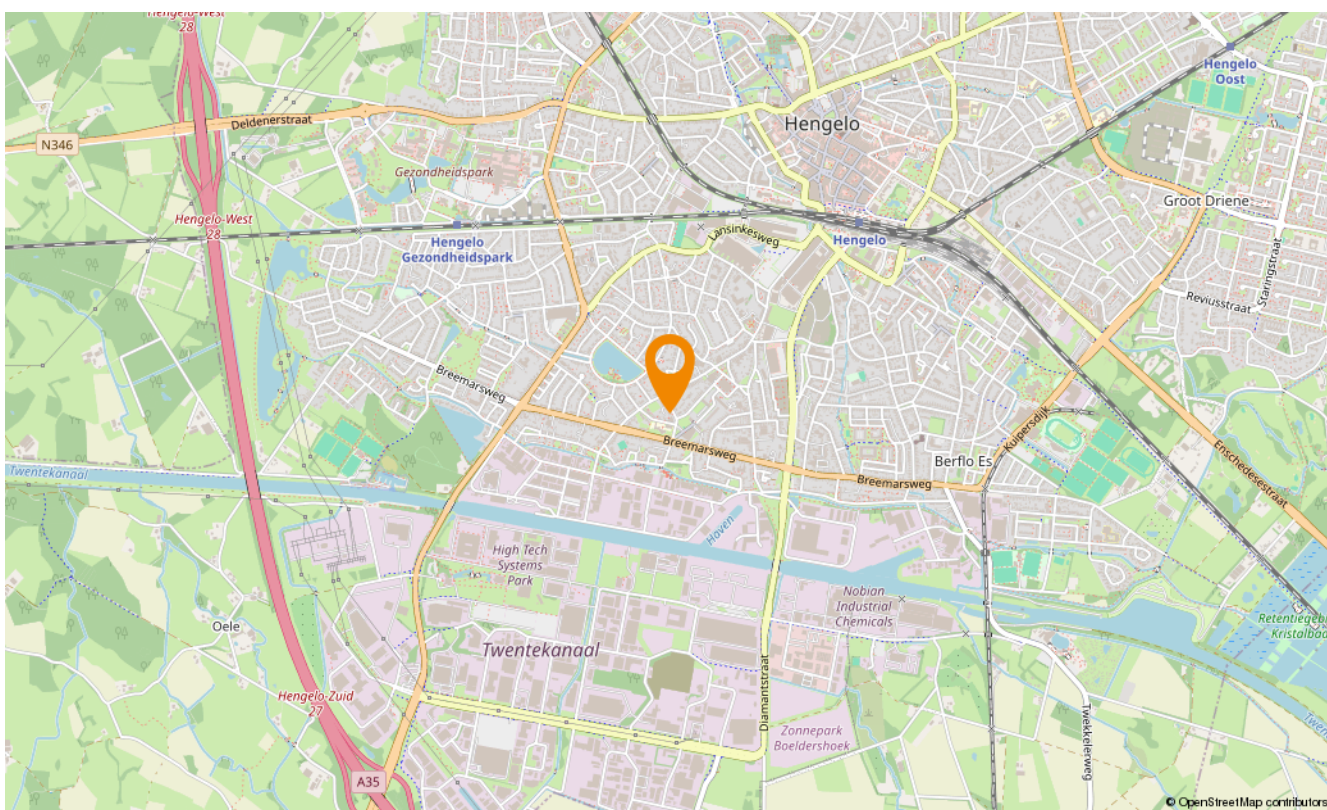 Hengelo-West
28
Hengelo
Oost
Deldenerstraat
Hengelo
N346
Gezondheidspark
Groot Driene
Hengelo-West
28
Hengelo
Gezondheidspark
Lansinkesweg
Hengelo
Staringstraat
Reviusstraat
Breemarsweg
Breemarsweg
Kuipersdijk
Enschedesestraat
Berflo Es
Twentekanaal
Breemarsweg
Haven
High Tech
Systems
Park
Nobian
Industrial
Chemicals
Oele
Twentekanaal
Diamantstraat
Hengelo-Zuid
27
Zonnepark
Boeldershoek
Twekkelerweg
A35
© OpenStreetMap contributors